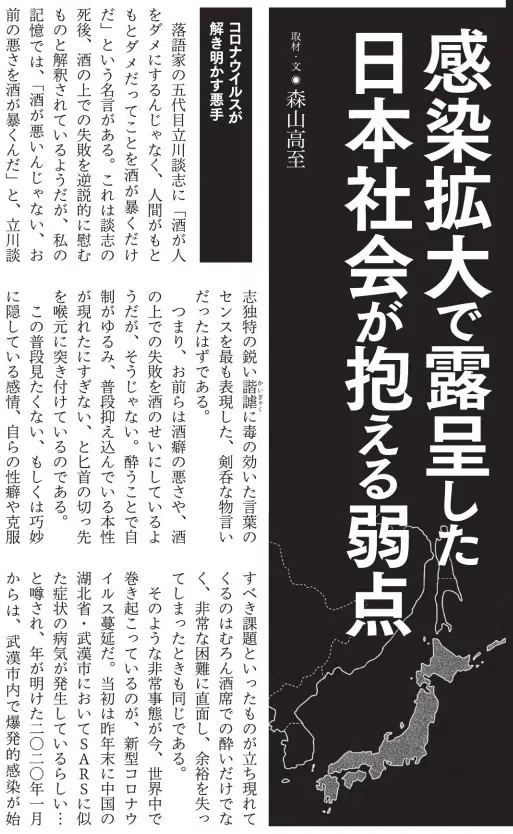 感染拡大で露呈した
日本社会が抱える弱点
取材・文◉森山高至
コロナウイルスが
解き明かす悪手
落語家の五代目立川談志に「酒が人
をダメにするんじゃなく、人間がもと
もとダメだってことを酒が暴くだけ
だ」という名言がある。これは談志の
死後、酒の上での失敗を逆説的に慰む
ものと解釈されているようだが、私の
記憶では、「酒が悪いんじゃない、お
前の悪さを酒が暴くんだ」と、立川談
志独特の鋭い諧謔に毒の効いた言葉の
かいぎゃく
センスを最も表現した、剣呑な物言い
だったはずである。
つまり、お前らは酒癖の悪さや、酒
の上での失敗を酒のせいにしているよ
うだが、そうじゃない。酔うことで自
制がゆるみ、普段抑え込んでいる本性
が現れたにすぎない、と匕首の切っ先
を喉元に突き付けているのである。
この普段見たくない、もしくは巧妙
に隠している感情、自らの性癖や克服
すべき課題といったものが立ち現れて
くるのはむろん酒席での酔いだけでな
く、非常な困難に直面し、余裕を失っ
てしまったときも同じである。
そのような非常事態が今、世界中で
巻き起こっているのが、新型コロナウ
イルス蔓延だ。当初は昨年末に中国の
湖北省・武漢市においてSARSに似
た症状の病気が発生しているらしい…
と噂され、年が明けた二〇二〇年一月
からは、武漢市内で爆発的感染が始